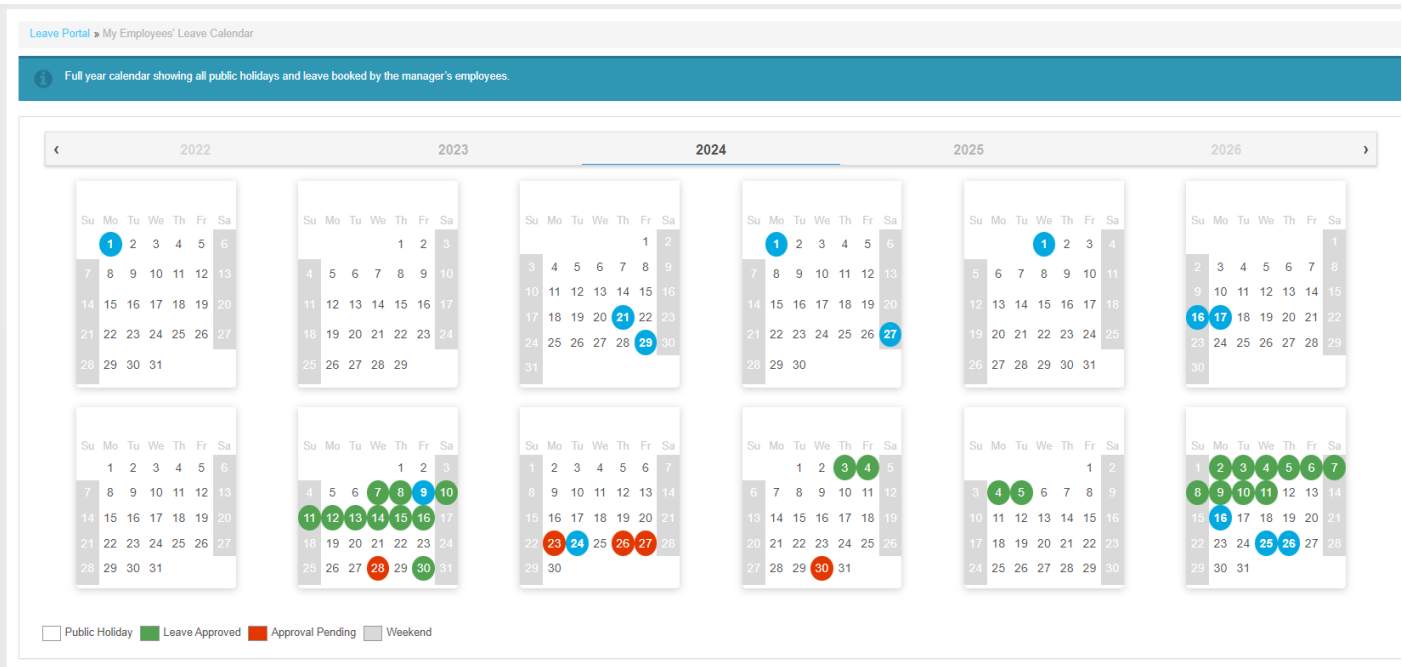 Leave Portal » My Employees' Leave Calendar
Full year calendar showing all public holidays and leave booked by the manager's employees.
‹ 2022 2023 2024 2025 2026 ›
Su Mo Tu We Th Fr Sa
1 2 3 4 5 6
7 8 9 10 11 12 13
14 15 16 17 18 19 20
21 22 23 24 25 26 27
28 29 30 31
Su Mo Tu We Th Fr Sa
1 2 3
4 5 6 7 8 9 10
11 12 13 14 15 16 17
18 19 20 21 22 23 24
25 26 27 28 29
Su Mo Tu We Th Fr Sa
1 2
3 4 5 6 7 8 9
10 11 12 13 14 15 16
17 18 19 20 21 22 23
24 25 26 27 28 29 30
31
Su Mo Tu We Th Fr Sa
1 2 3 4 5 6
7 8 9 10 11 12 13
14 15 16 17 18 19 20
21 22 23 24 25 26 27
28 29 30
Su Mo Tu We Th Fr Sa
1 2 3 4
5 6 7 8 9 10 11
12 13 14 15 16 17 18
19 20 21 22 23 24 25
26 27 28 29 30 31
Su Mo Tu We Th Fr Sa
1
2 3 4 5 6 7 8
9 10 11 12 13 14 15
16 17 18 19 20 21 22
23 24 25 26 27 28 29
30
Su Mo Tu We Th Fr Sa
1 2 3 4 5 6
7 8 9 10 11 12 13
14 15 16 17 18 19 20
21 22 23 24 25 26 27
28 29 30 31
Su Mo Tu We Th Fr Sa
1 2 3
4 5 6 7 8 9 10
11 12 13 14 15 16 17
18 19 20 21 22 23 24
25 26 27 28 29 30 31
Su Mo Tu We Th Fr Sa
1 2 3 4 5 6 7
8 9 10 11 12 13 14
15 16 17 18 19 20 21
22 23 24 25 26 27 28
29 30
Su Mo Tu We Th Fr Sa
1 2 3 4 5
6 7 8 9 10 11 12
13 14 15 16 17 18 19
20 21 22 23 24 25 26
27 28 29 30 31
Su Mo Tu We Th Fr Sa
1 2
3 4 5 6 7 8 9
10 11 12 13 14 15 16
17 18 19 20 21 22 23
24 25 26 27 28 29 30
Su Mo Tu We Th Fr Sa
1 2 3 4 5 6 7
8 9 10 11 12 13 14
15 16 17 18 19 20 21
22 23 24 25 26 27 28
29 30 31
Public Holiday Leave Approved Approval Pending Weekend